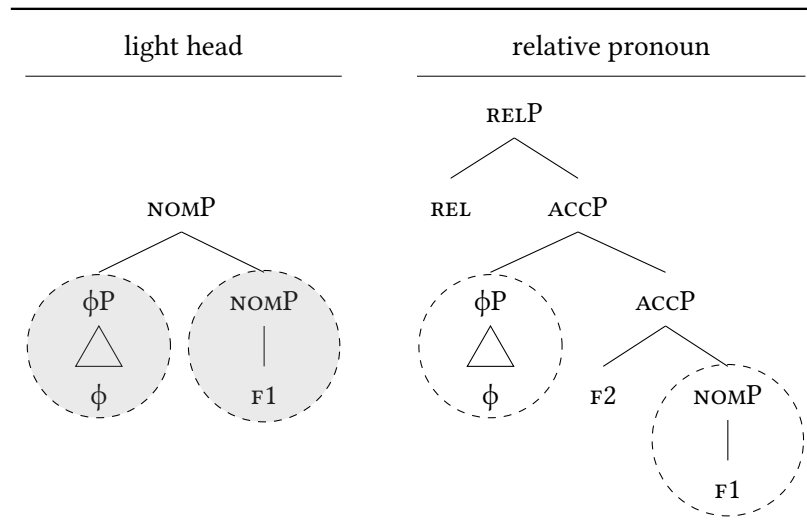 light head relative pronoun
RELP
NOMP REL ACCP
ϕP NOMP ϕP ACCP
ϕ F1 ϕ F2 NOMP
F1